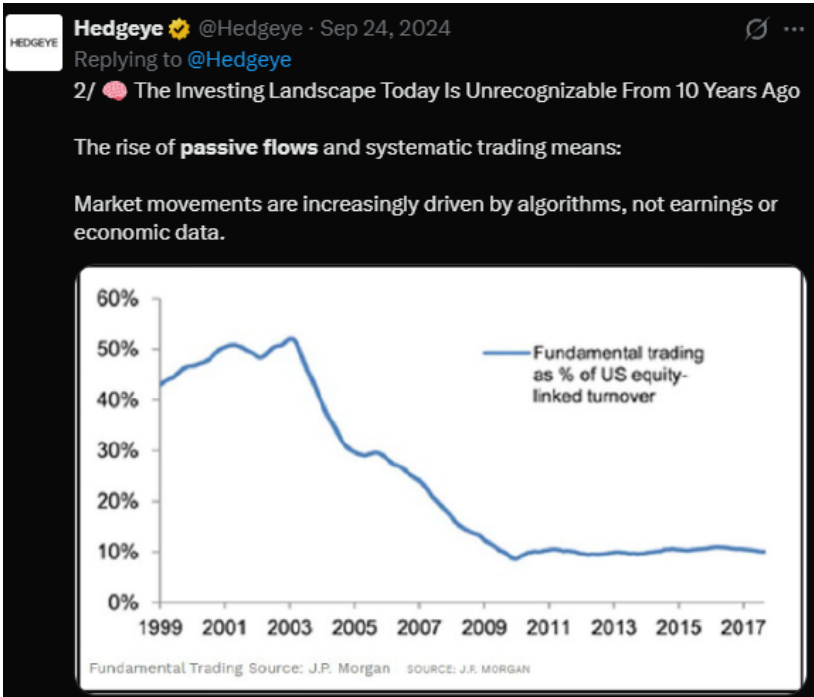 HEDGEYE
Hedgeye @Hedgeye · Sep 24, 2024
Replying to @Hedgeye
2/ 🧠 The Investing Landscape Today Is Unrecognizable From 10 Years Ago
The rise of passive flows and systematic trading means:
Market movements are increasingly driven by algorithms, not earnings or
economic data.
60%
50%
40%
30%
20%
10%
0%
Fundamental trading
as % of US equity-
linked turnover
1999 2001 2003 2005 2007 2009 2011 2013 2015 2017
Fundamental Trading Source: J.P. Morgan SOURCE: J.P. MORGAN